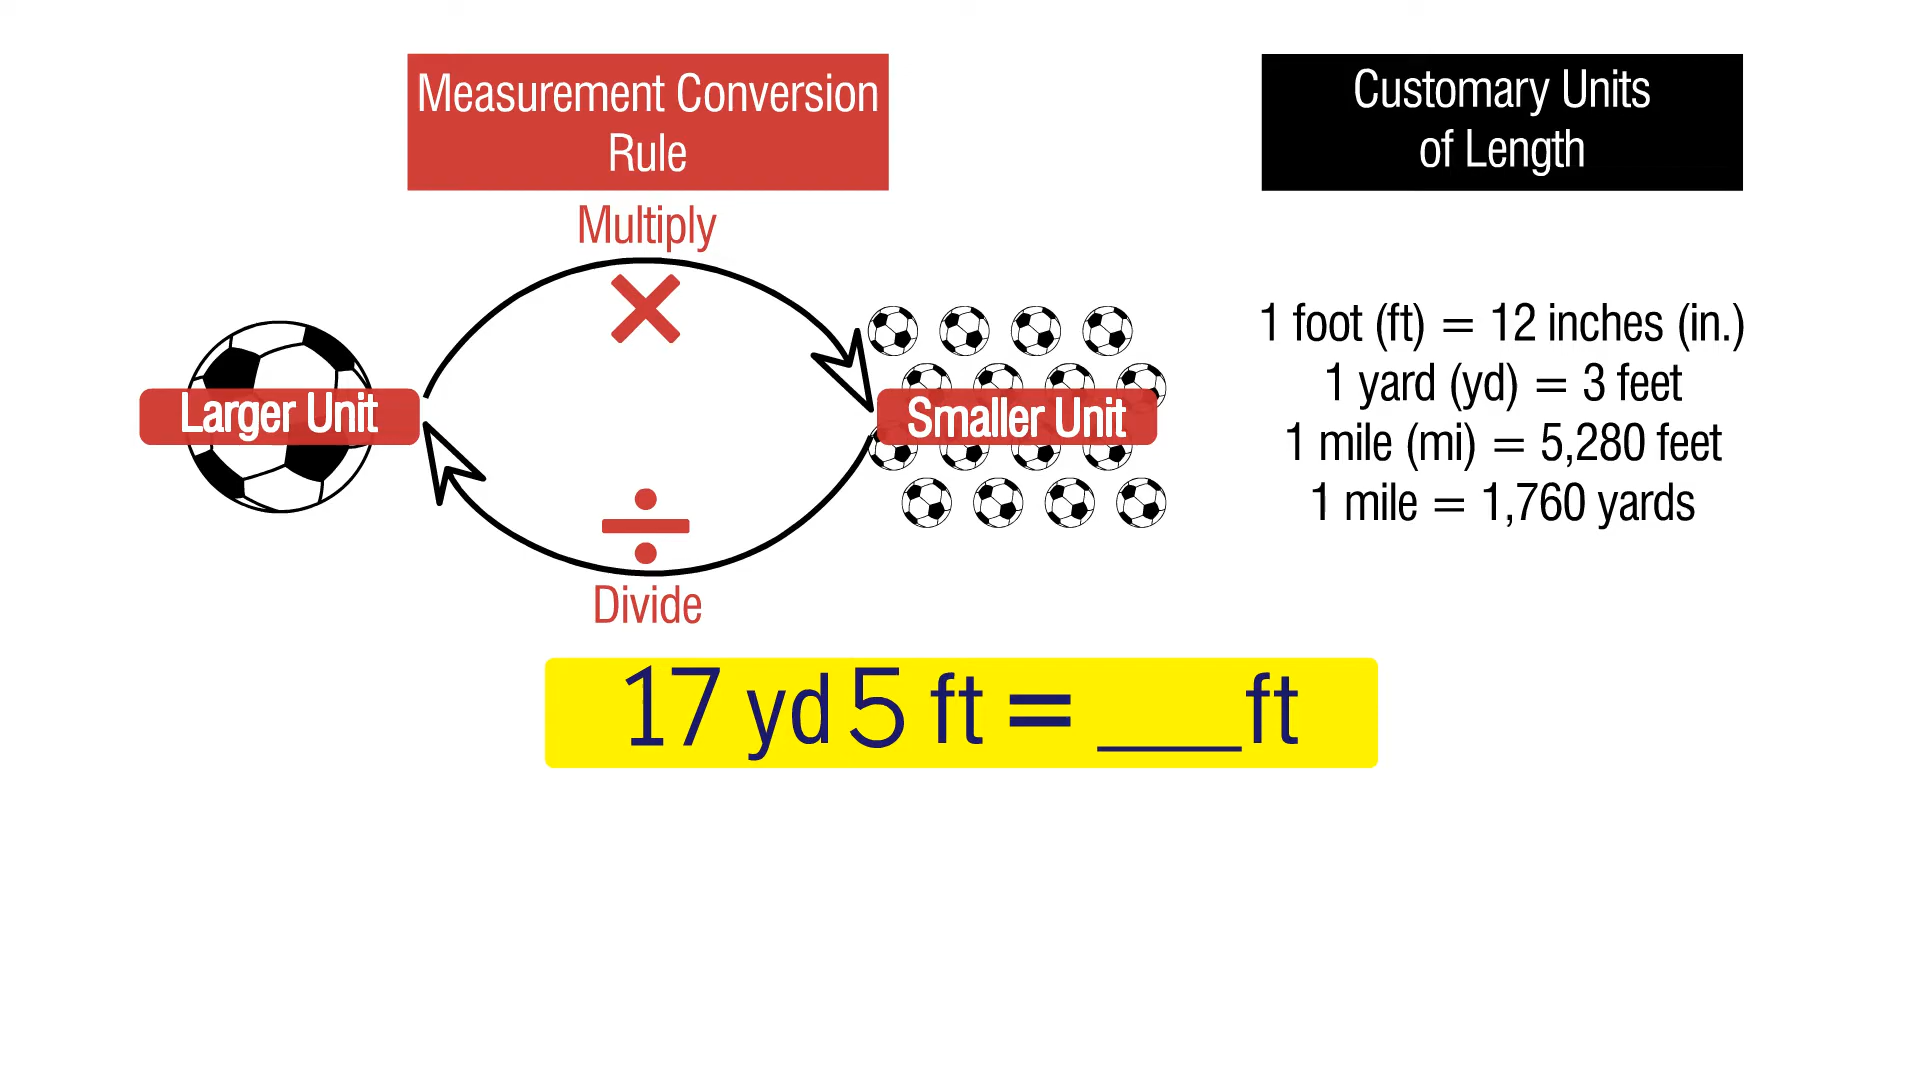 Measurement Conversion
Rule
Customary Units
of Length
Multiply
×
Larger Unit
Smaller Unit
÷
Divide
1 foot (ft) = 12 inches (in.)
1 yard (yd) = 3 feet
1 mile (mi) = 5,280 feet
1 mile = 1,760 yards
17 yd 5 ft = ___ft